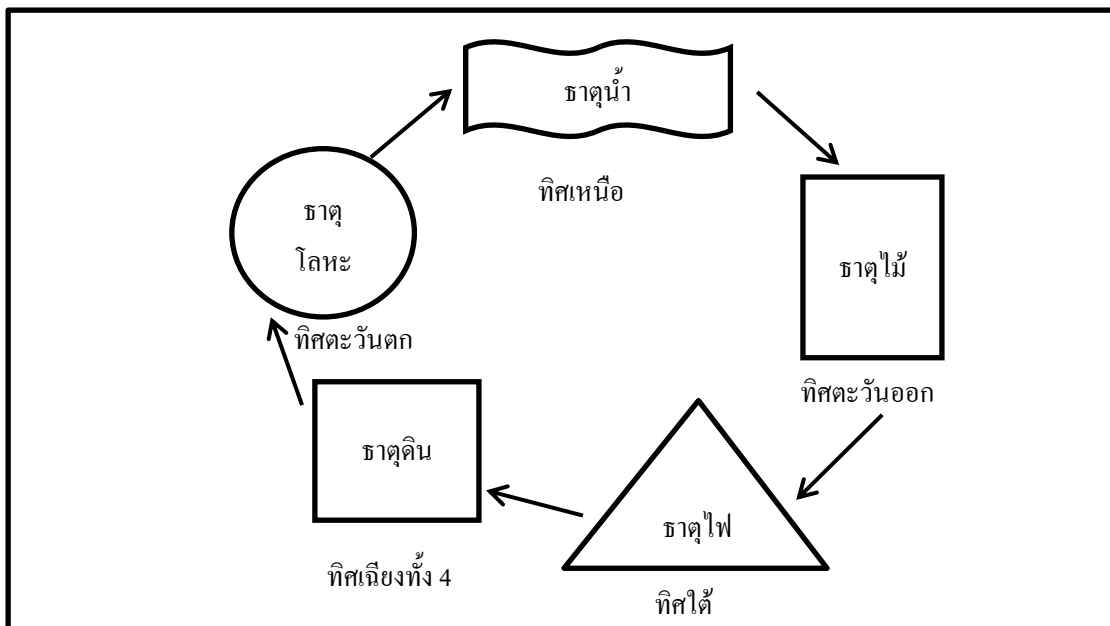 ธาตุน้ำ
ทิศเหนือ
ธาตุ
โลหะ
ทิศตะวันตก
ธาตุไม้
ทิศตะวันออก
ธาตุดิน
ทิศเฉียงทั้ง 4
ธาตุไฟ
ทิศใต้